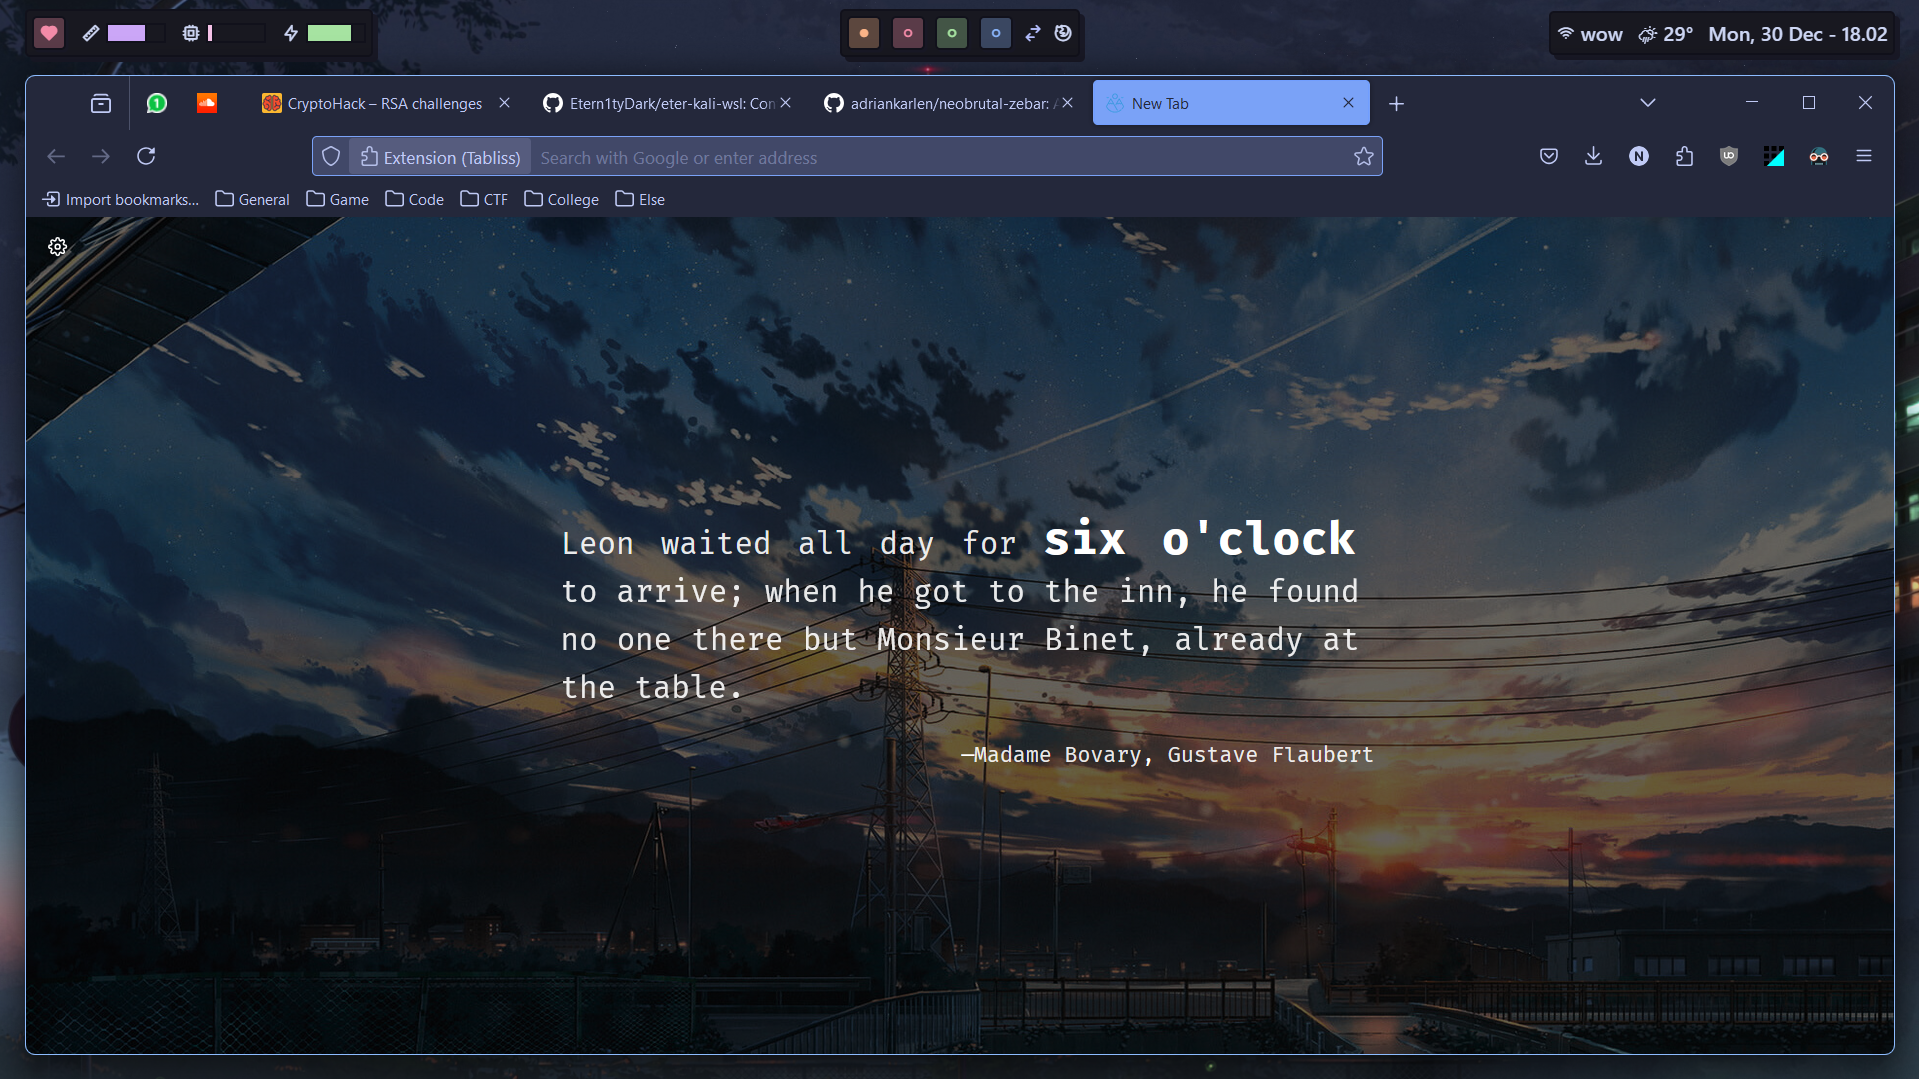 wow 29° Mon, 30 Dec - 18.02
1 CryptoHack – RSA challenges Etern1tyDark/eter-kali-wsl: Con adriankarlen/neobrutal-zebar: A New Tab
Extension (Tabliss) Search with Google or enter address N
Import bookmarks... General Game Code CTF College Else
Leon waited all day for six o'clock
to arrive; when he got to the inn, he found
no one there but Monsieur Binet, already at
the table.
—Madame Bovary, Gustave Flaubert